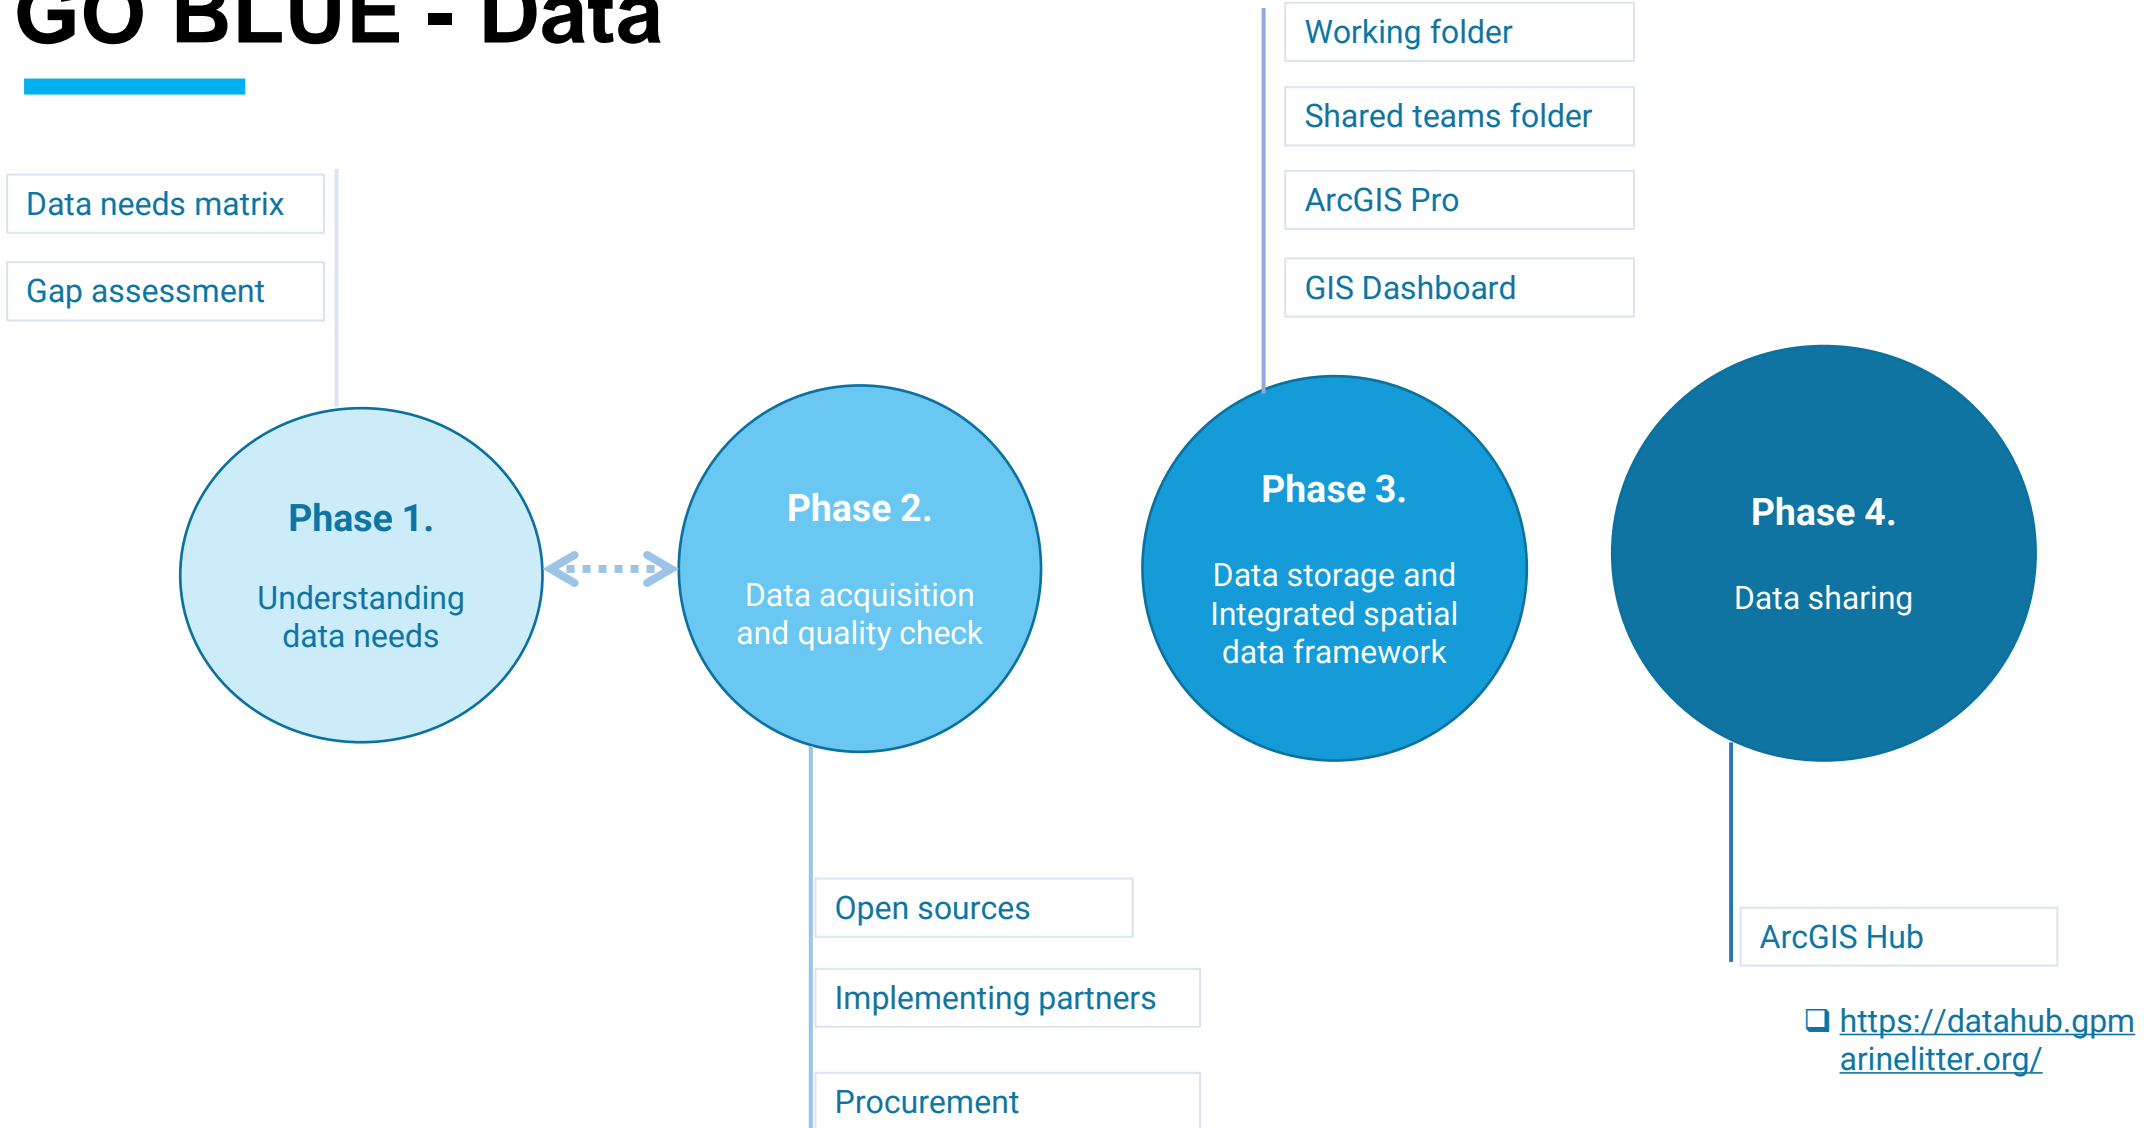 GO BLUE - Data
Data needs matrix
Gap assessment
Phase 1.
Understanding
data needs
Phase 2.
Data acquisition
and quality check
Open sources
Implementing partners
Procurement
Working folder
Shared teams folder
ArcGIS Pro
GIS Dashboard
Phase 3.
Data storage and
Integrated spatial
data framework
Phase 4.
Data sharing
ArcGIS Hub
https://datahub.gpm
arinelitter.org/